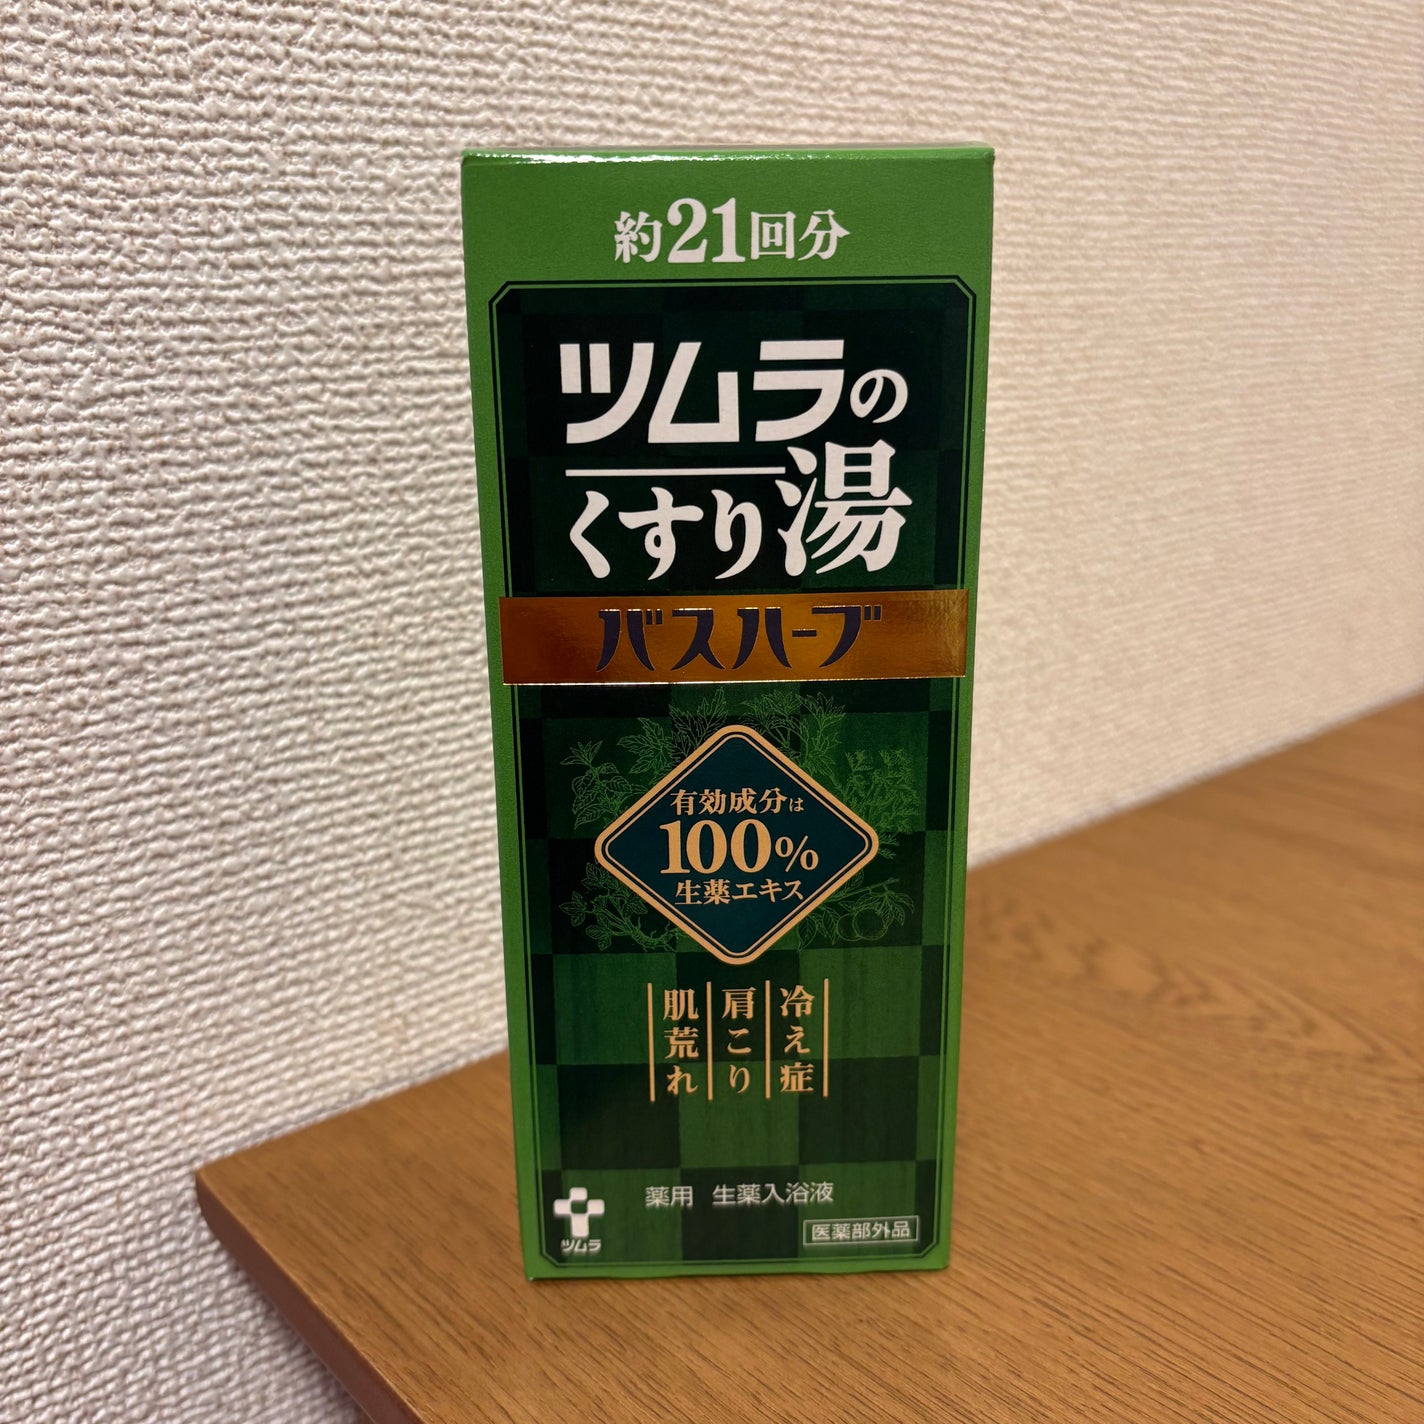 約21回分
ツムラの
くすり湯
バスハーブ
有効成分は
100%
生薬エキス
冷え症
肩こり
肌荒れ
薬用 生薬入浴液
ツムラ
医薬部外品